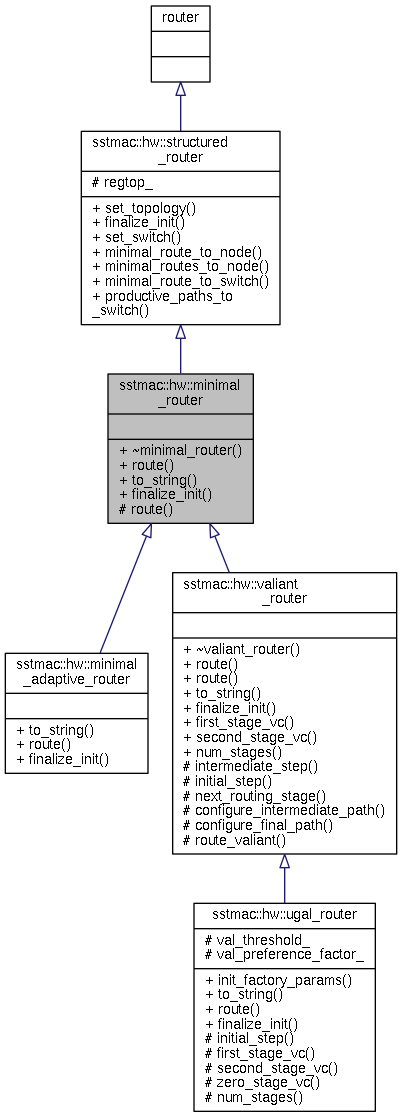 router
sstmac::hw::structured
_router
# regtop_
+ set_topology()
+ finalize_init()
+ set_switch()
+ minimal_route_to_node()
+ minimal_routes_to_node()
+ minimal_route_to_switch()
+ productive_paths_to
_switch()
sstmac::hw::minimal
_router
+ ~minimal_router()
+ route()
+ to_string()
+ finalize_init()
# route()
sstmac::hw::minimal
_adaptive_router
+ to_string()
+ route()
+ finalize_init()
sstmac::hw::valiant
_router
+ ~valiant_router()
+ route()
+ route()
+ to_string()
+ finalize_init()
+ first_stage_vc()
+ second_stage_vc()
+ num_stages()
# intermediate_step()
# initial_step()
# next_routing_stage()
# configure_intermediate_path()
# configure_final_path()
# route_valiant()
sstmac::hw::ugal_router
# val_threshold_
# val_preference_factor_
+ init_factory_params()
+ to_string()
+ route()
+ finalize_init()
# initial_step()
# first_stage_vc()
# second_stage_vc()
# zero_stage_vc()
# num_stages()